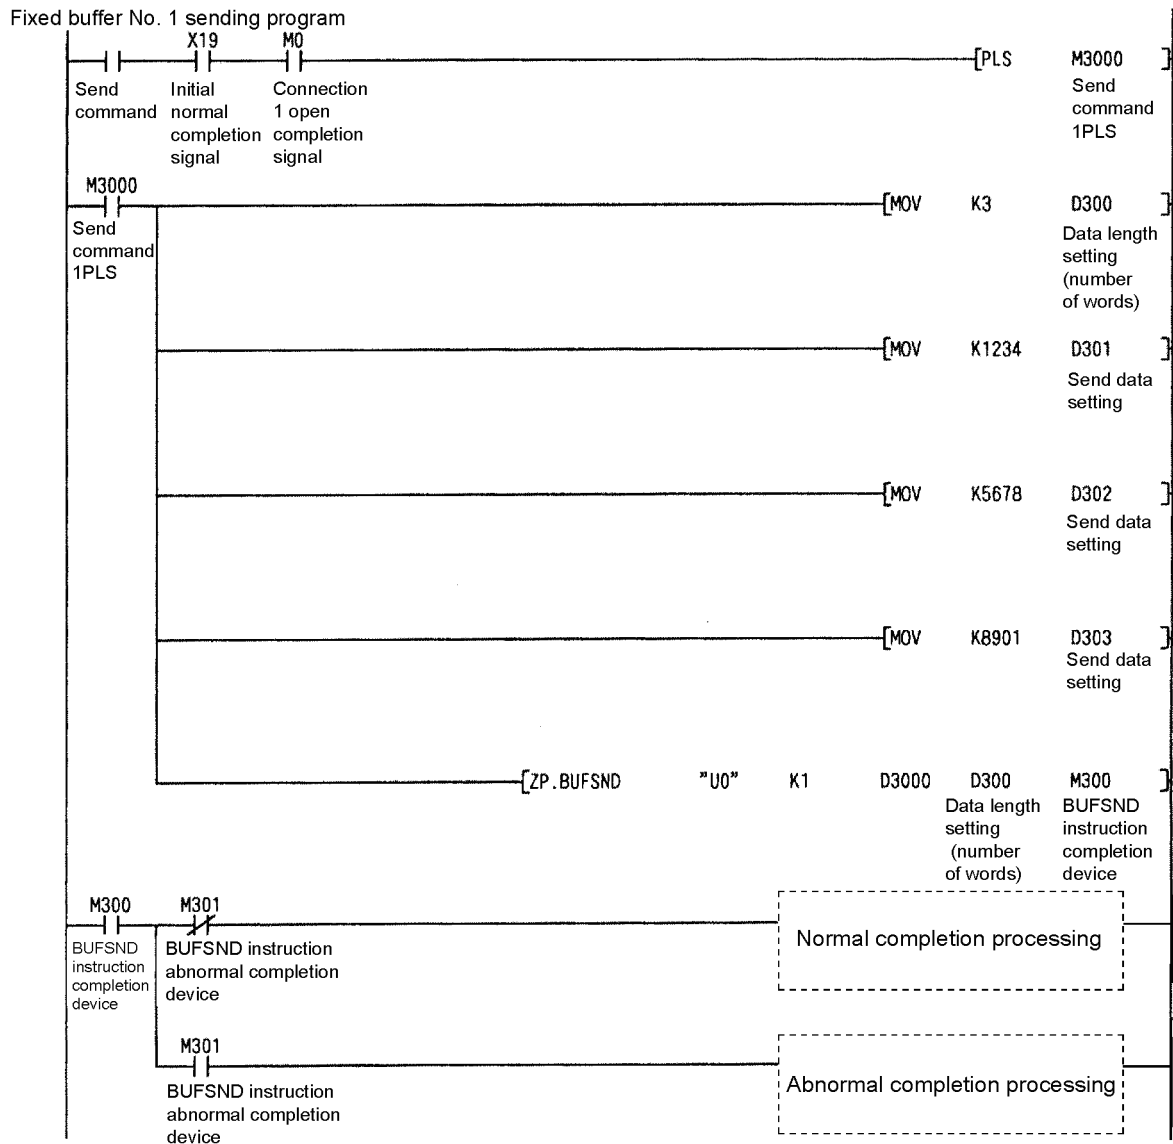 Fixed buffer No. 1 sending program
X19 M0
[PLS M3000 ]
Send command
Initial normal completion signal
Connection 1 open completion signal
Send command 1PLS
M3000
[MOV K3 D300 ]
Send command 1PLS
Data length setting (number of words)
[MOV K1234 D301 ]
Send data setting
[MOV K5678 D302 ]
Send data setting
[MOV K8901 D303 ]
Send data setting
[ZP.BUFSND "U0" K1 D3000 D300 M300 ]
Data length setting (number of words)
BUFSND instruction completion device
M300 M301
BUFSND instruction completion device
BUFSND instruction abnormal completion device
Normal completion processing
M301
BUFSND instruction abnormal completion device
Abnormal completion processing